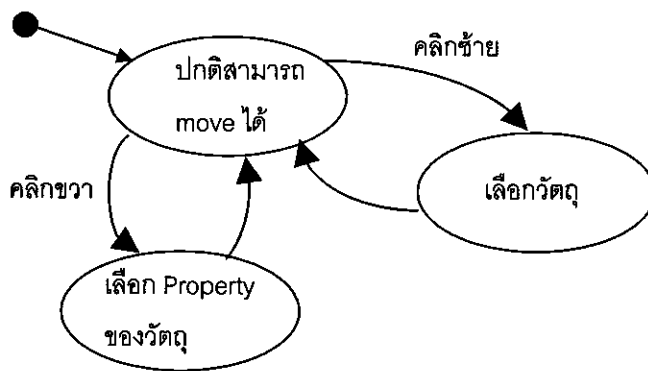 คลิกซ้าย
ปกติสามารถ
move ได้
คลิกขวา
เลือกวัตถุ
เลือก Property
ของวัตถุ